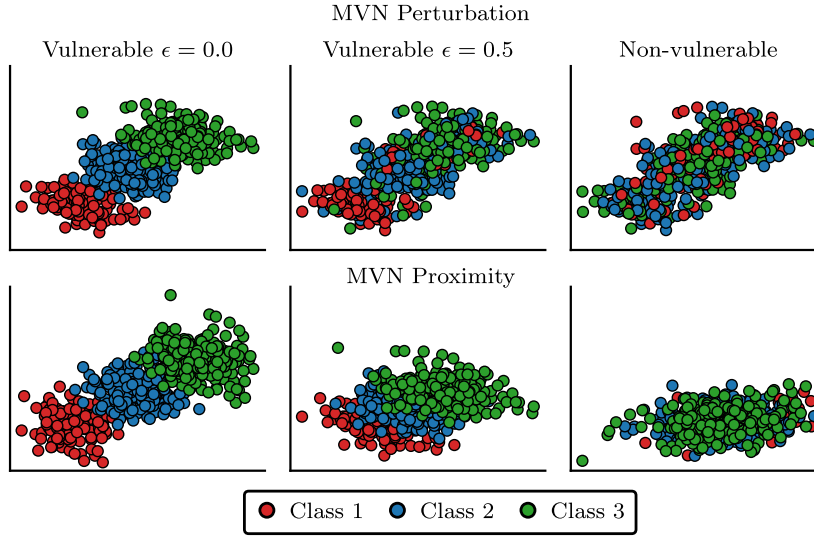 MVN Perturbation
Vulnerable ϵ = 0.0
Vulnerable ϵ = 0.5
Non-vulnerable
MVN Proximity
Class 1
Class 2
Class 3